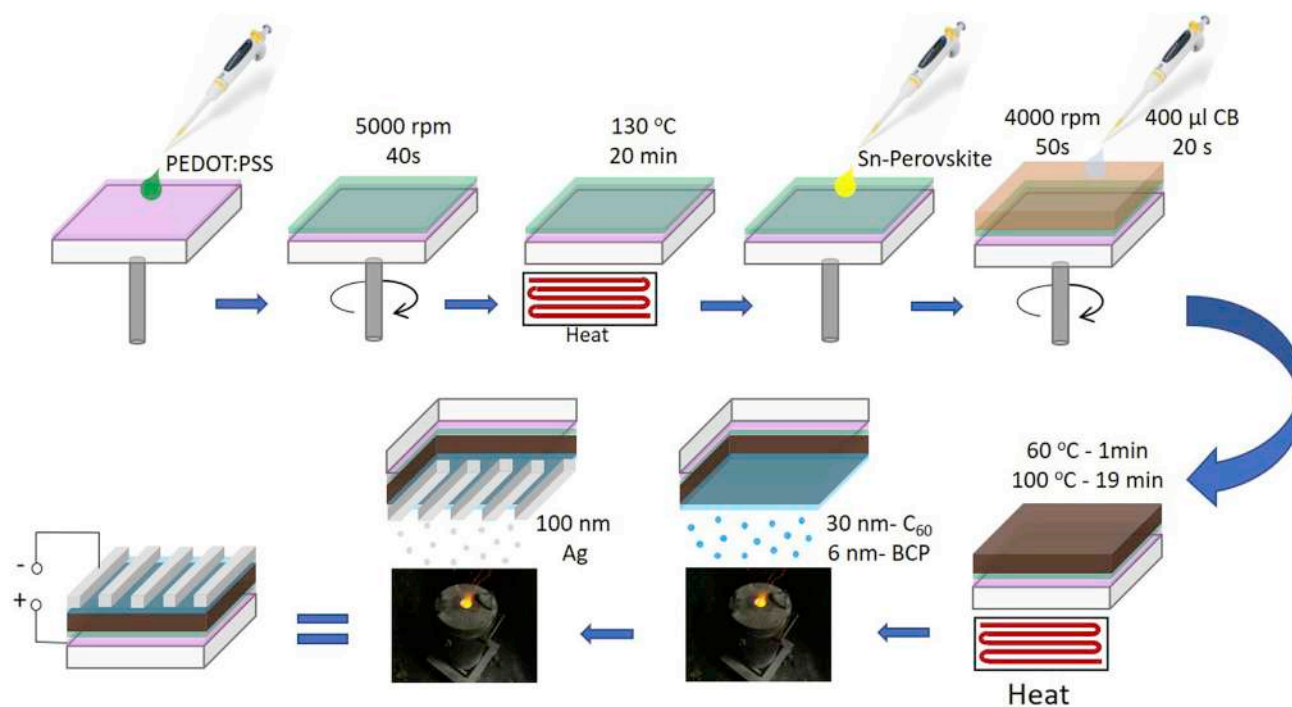 PEDOT:PSS
5000 rpm
40s
130 °C
20 min
Heat
Sn-Perovskite
4000 rpm
50s
400 µl CB
20 s
60 °C - 1min
100 °C - 19 min
Heat
30 nm- C₆₀
6 nm- BCP
100 nm
Ag
-
+